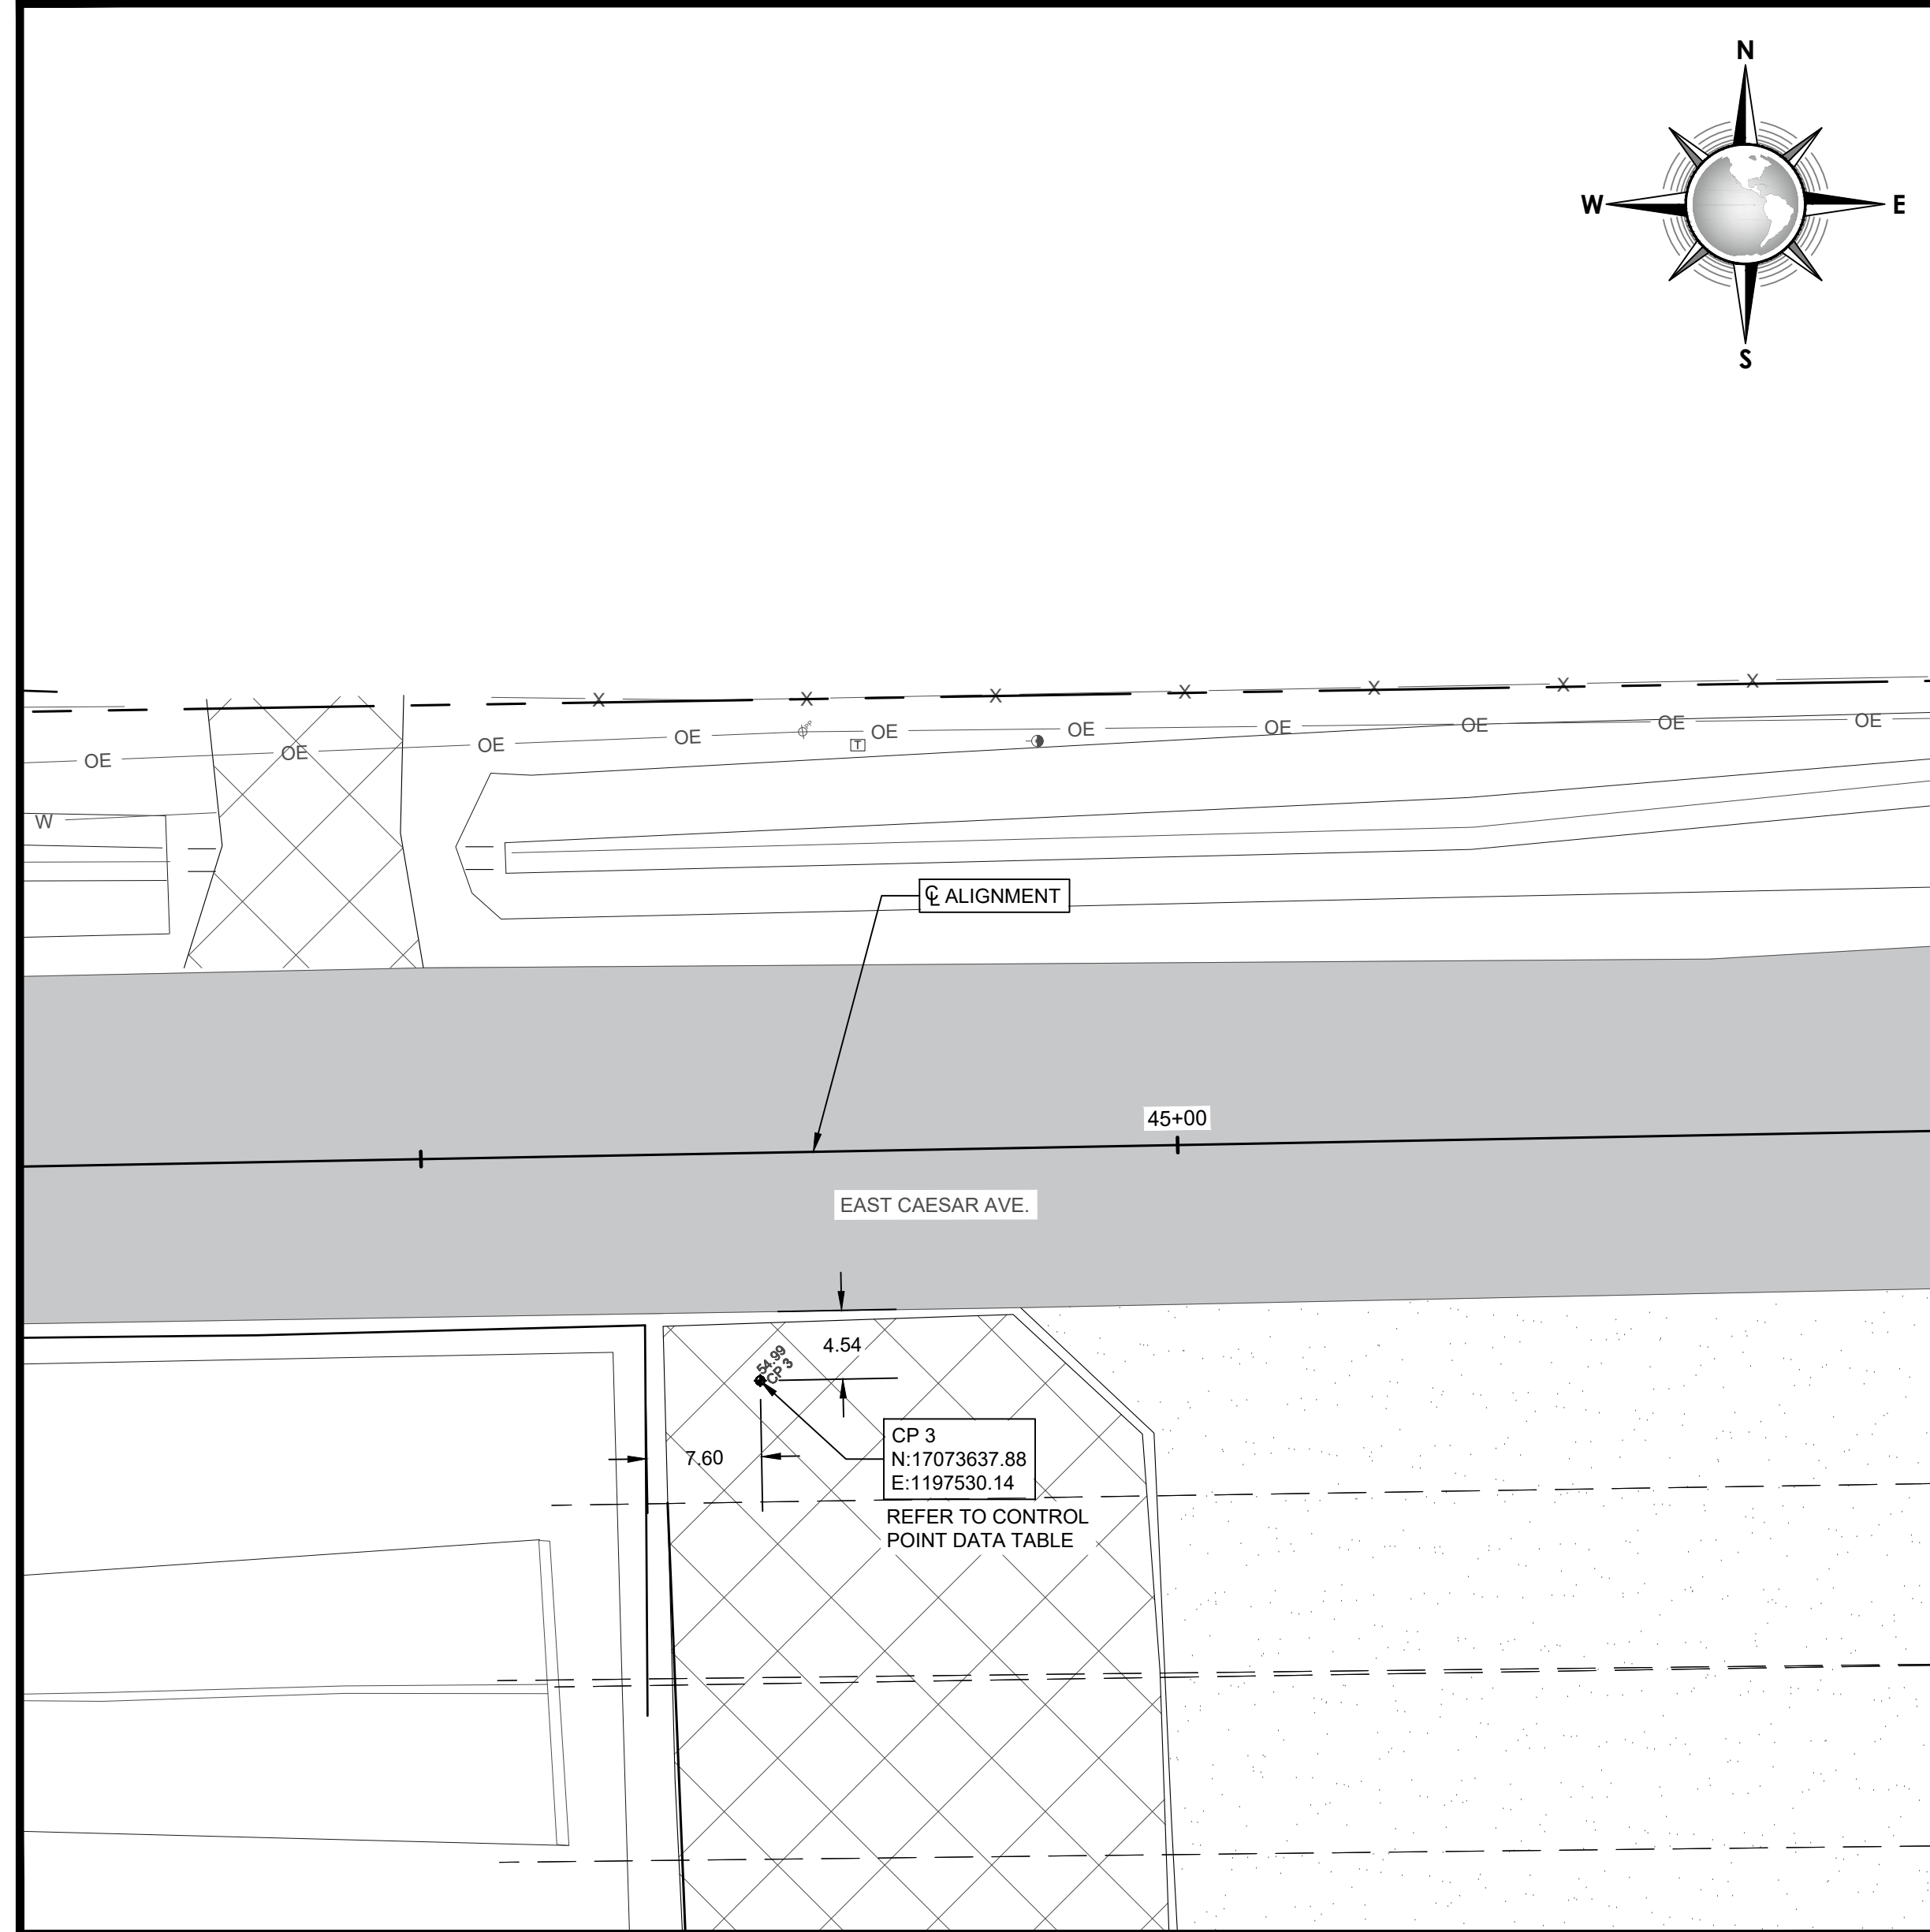 N
W E
S
X X X X X X X
OE OE OE OE OE OE OE OE OE OE
T
W
℄ ALIGNMENT
45+00
EAST CAESAR AVE.
4.54
54.99
CP 3
7.60
CP 3
N:17073637.88
E:1197530.14
REFER TO CONTROL
POINT DATA TABLE